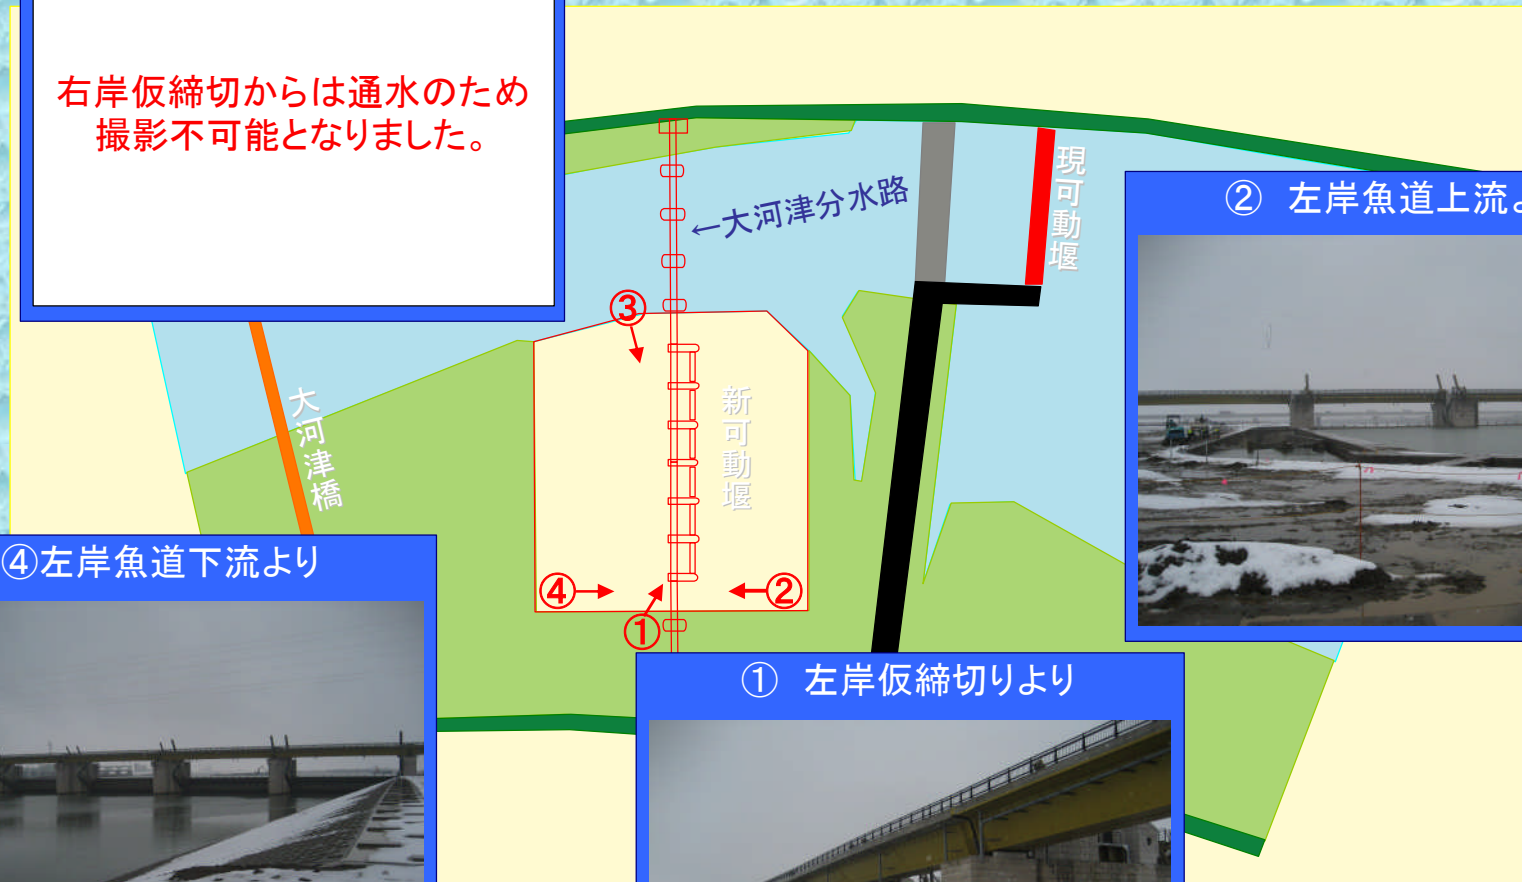 右岸仮締切からは通水のため
撮影不可能となりました。
←大河津分水路
現可動堰
② 左岸魚道上流よ
③
新可動堰
大河津橋
④左岸魚道下流より
④
②
①
① 左岸仮締切りより